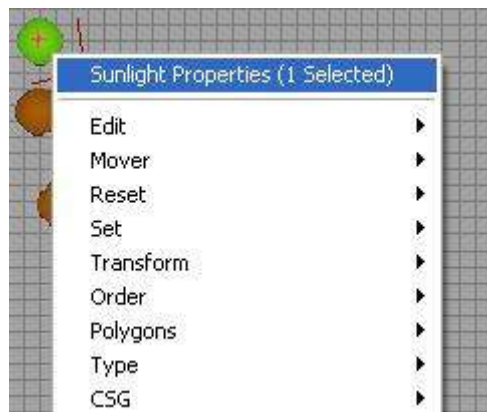 Sunlight Properties (1 Selected)
Edit
Mover
Reset
Set
Transform
Order
Polygons
Type
CSG